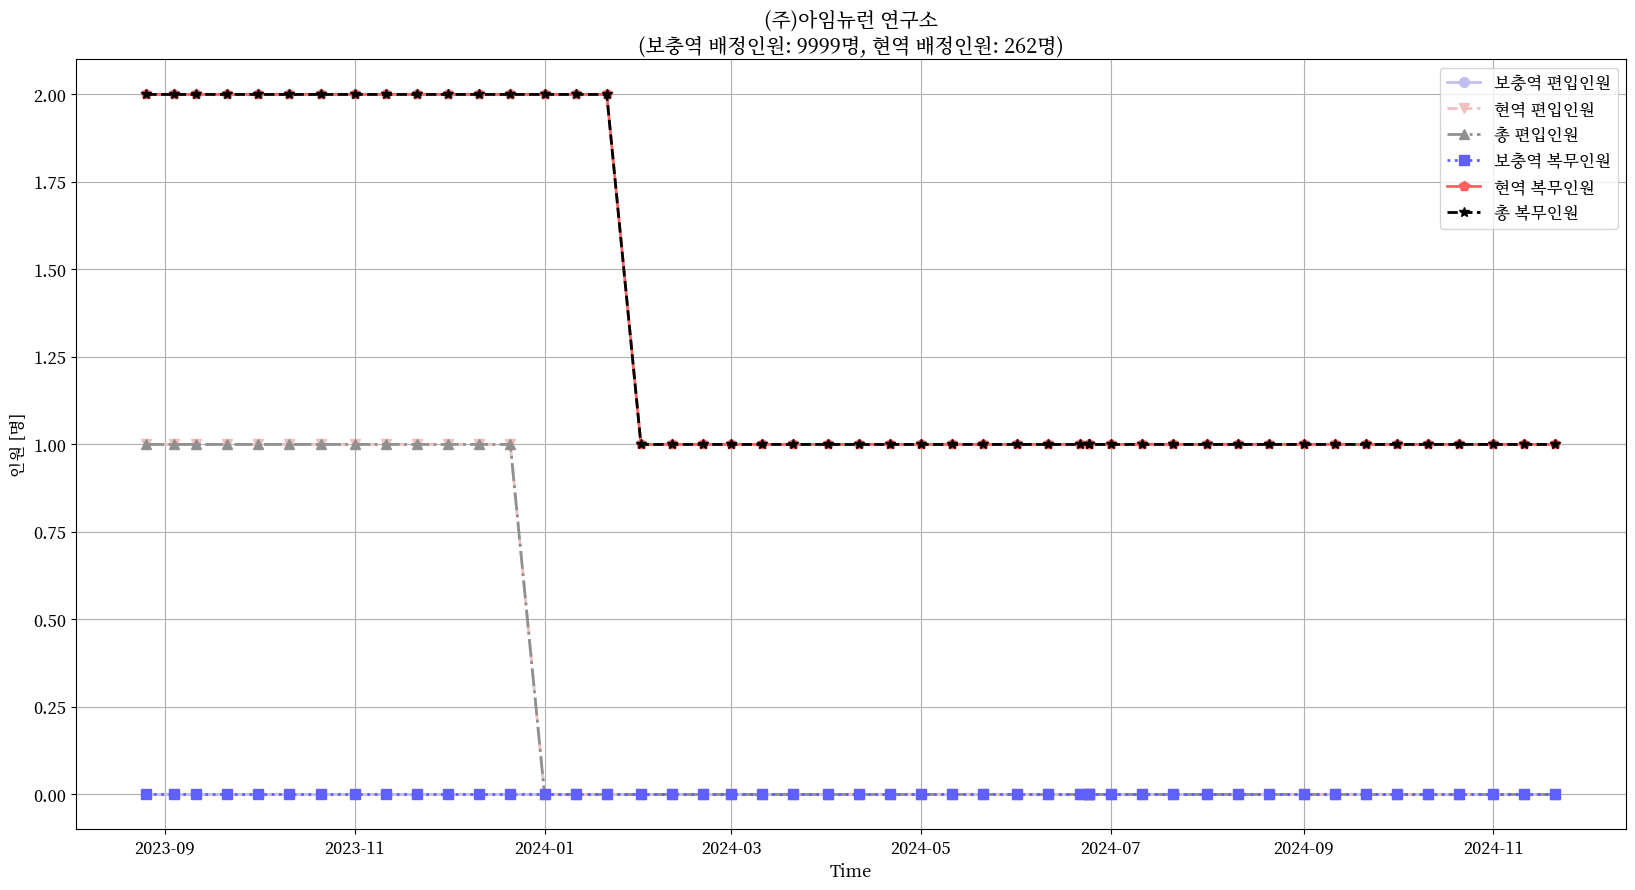 (주)아임뉴런 연구소
(보충역 배정인원: 9999명, 현역 배정인원: 262명)
보충역 편입인원
현역 편입인원
총 편입인원
보충역 복무인원
현역 복무인원
총 복무인원
인원 [명]
2.00
1.75
1.50
1.25
1.00
0.75
0.50
0.25
0.00
2023-09
2023-11
2024-01
2024-03
2024-05
2024-07
2024-09
2024-11
Time